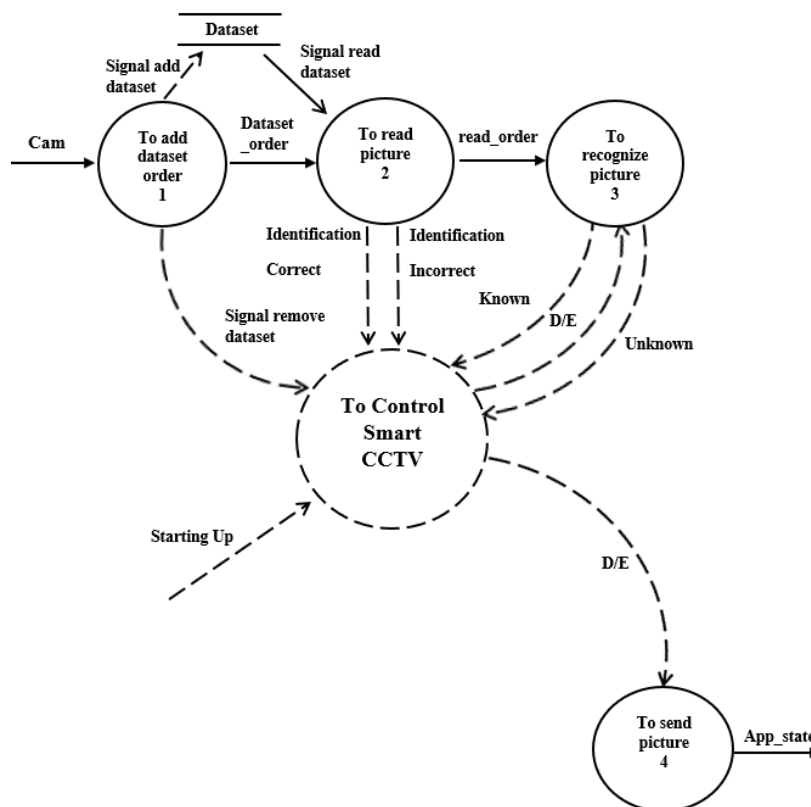 Dataset
Signal add
dataset
Signal read
dataset
Cam
To add
dataset
order
1
Dataset
_order
To read
picture
2
read_order
To
recognize
picture
3
Identification
Correct
Identification
Incorrect
Signal remove
dataset
Known
D/E
Unknown
To Control
Smart
CCTV
Starting Up
D/E
To send
picture
4
App_state